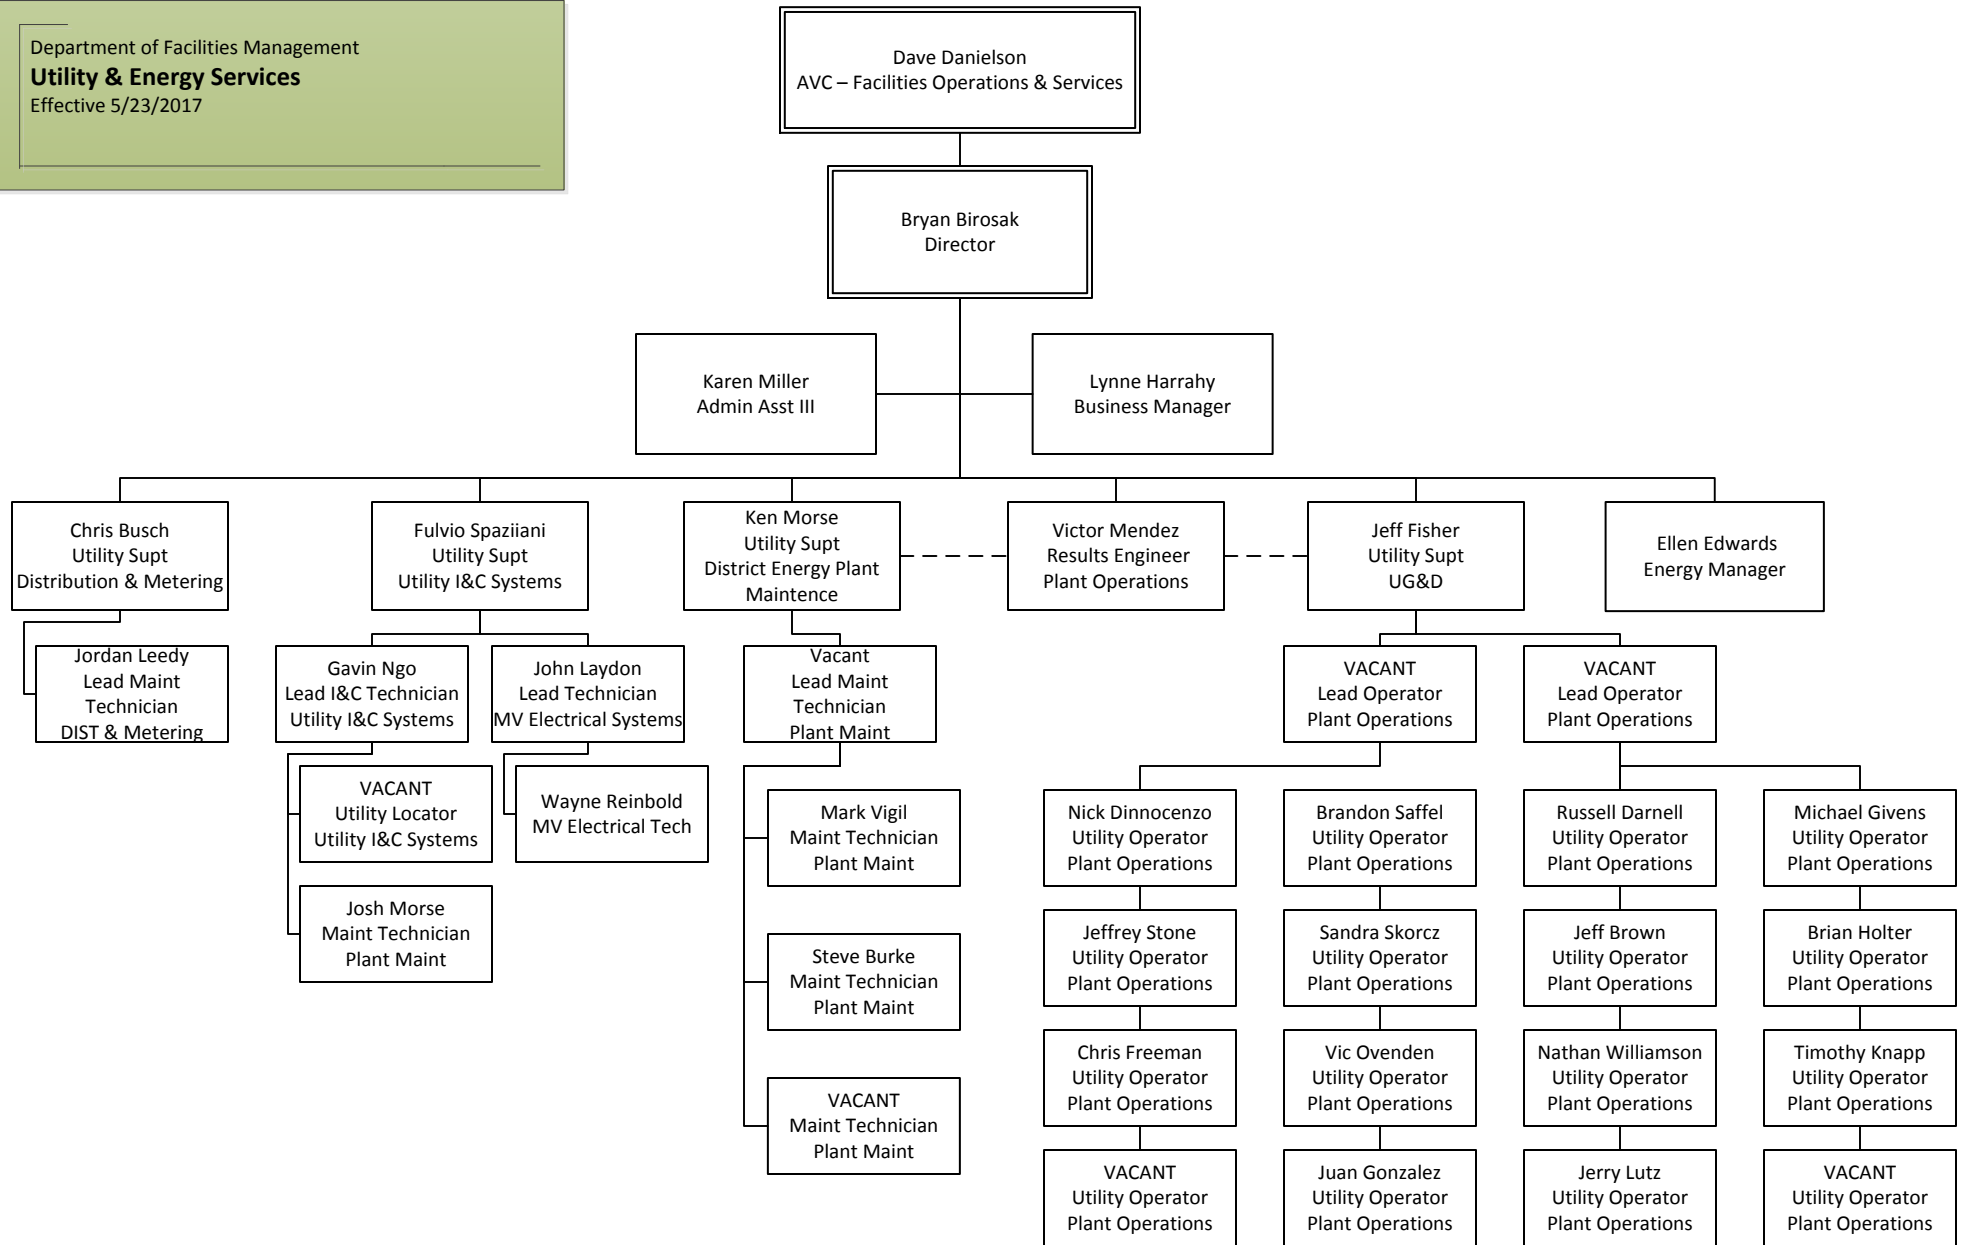 Department of Facilities Management
Utility & Energy Services
Effective 5/23/2017
Dave Danielson
AVC – Facilities Operations & Services
Bryan Birosak
Director
Karen Miller
Admin Asst III
Lynne Harrahy
Business Manager
Chris Busch
Utility Supt
Distribution & Metering
Fulvio Spaziiani
Utility Supt
Utility I&C Systems
Ken Morse
Utility Supt
District Energy Plant
Maintence
Victor Mendez
Results Engineer
Plant Operations
Jeff Fisher
Utility Supt
UG&D
Ellen Edwards
Energy Manager
Jordan Leedy
Lead Maint
Technician
DIST & Metering
Gavin Ngo
Lead I&C Technician
Utility I&C Systems
John Laydon
Lead Technician
MV Electrical Systems
Vacant
Lead Maint
Technician
Plant Maint
VACANT
Lead Operator
Plant Operations
VACANT
Lead Operator
Plant Operations
VACANT
Utility Locator
Utility I&C Systems
Wayne Reinbold
MV Electrical Tech
Josh Morse
Maint Technician
Plant Maint
Mark Vigil
Maint Technician
Plant Maint
Steve Burke
Maint Technician
Plant Maint
VACANT
Maint Technician
Plant Maint
Nick Dinnocenzo
Utility Operator
Plant Operations
Brandon Saffel
Utility Operator
Plant Operations
Russell Darnell
Utility Operator
Plant Operations
Michael Givens
Utility Operator
Plant Operations
Jeffrey Stone
Utility Operator
Plant Operations
Sandra Skorcz
Utility Operator
Plant Operations
Jeff Brown
Utility Operator
Plant Operations
Brian Holter
Utility Operator
Plant Operations
Chris Freeman
Utility Operator
Plant Operations
Vic Ovenden
Utility Operator
Plant Operations
Nathan Williamson
Utility Operator
Plant Operations
Timothy Knapp
Utility Operator
Plant Operations
VACANT
Utility Operator
Plant Operations
Juan Gonzalez
Utility Operator
Plant Operations
Jerry Lutz
Utility Operator
Plant Operations
VACANT
Utility Operator
Plant Operations